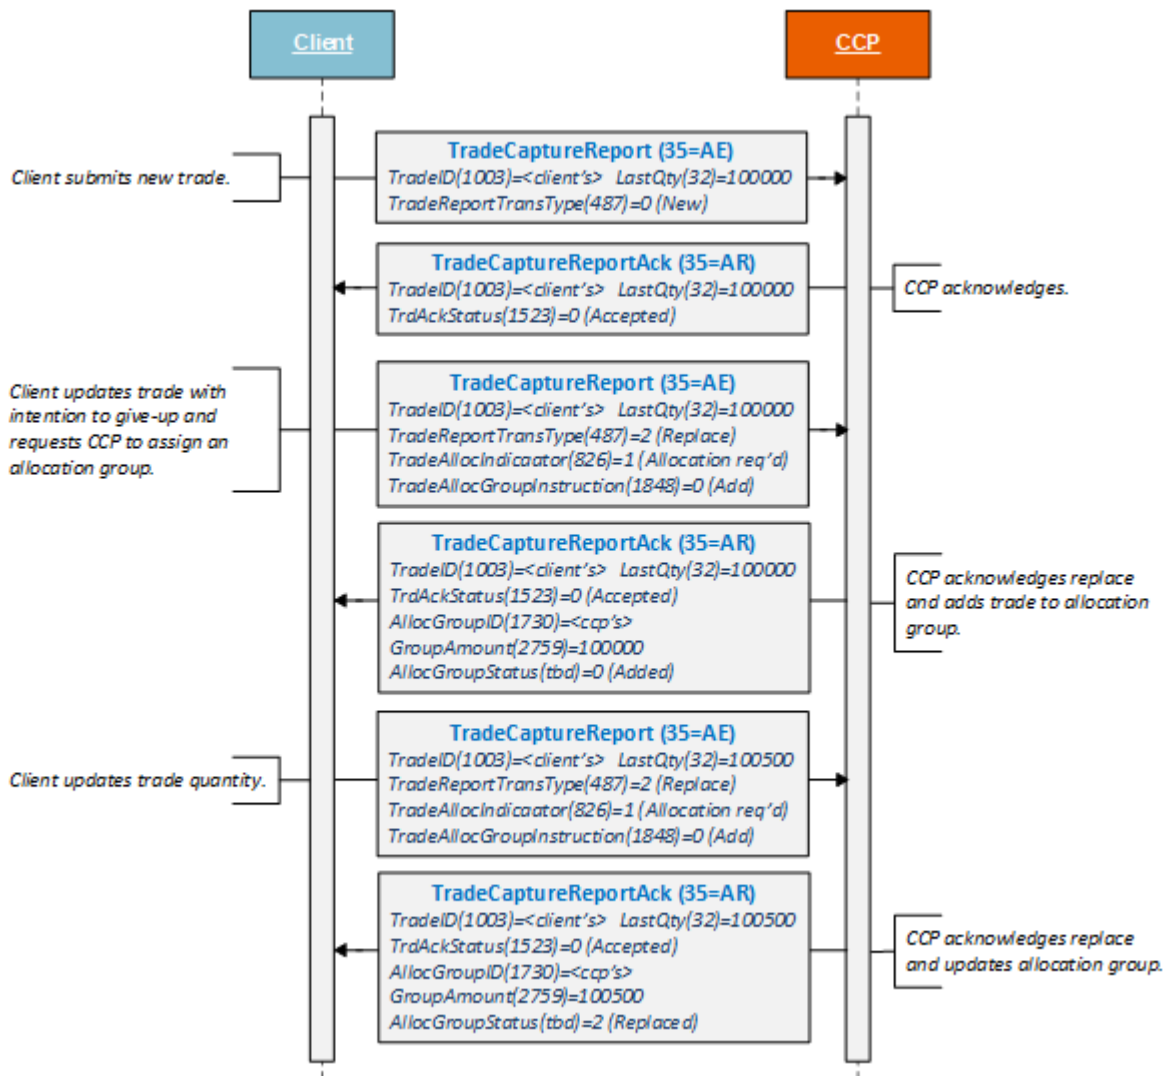 Client
CCP
Client submits new trade.
TradeCaptureReport (35=AE)
TradeID(1003)=<client's> LastQty(32)=100000
TradeReportTransType(487)=0 (New)
TradeCaptureReportAck (35=AR)
TradeID(1003)=<client's> LastQty(32)=100000
TrdAckStatus(1523)=0 (Accepted)
CCP acknowledges.
Client updates trade with
intention to give-up and
requests CCP to assign an
allocation group.
TradeCaptureReport (35=AE)
TradeID(1003)=<client's> LastQty(32)=100000
TradeReportTransType(487)=2 (Replace)
TradeAllocIndicaator(826)=1 (Allocation req'd)
TradeAllocGroupInstruction(1848)=0 (Add)
TradeCaptureReportAck (35=AR)
TradeID(1003)=<client's> LastQty(32)=100000
TrdAckStatus(1523)=0 (Accepted)
AllocGroupID(1730)=<ccp's>
GroupAmount(2759)=100000
AllocGroupStatus(tbd)=0 (Added)
CCP acknowledges replace
and adds trade to allocation
group.
Client updates trade quantity.
TradeCaptureReport (35=AE)
TradeID(1003)=<client's> LastQty(32)=100500
TradeReportTransType(487)=2 (Replace)
TradeAllocIndicaator(826)=1 (Allocation req'd)
TradeAllocGroupInstruction(1848)=0 (Add)
TradeCaptureReportAck (35=AR)
TradeID(1003)=<client's> LastQty(32)=100500
TrdAckStatus(1523)=0 (Accepted)
AllocGroupID(1730)=<ccp's>
GroupAmount(2759)=100500
AllocGroupStatus(tbd)=2 (Replaced)
CCP acknowledges replace
and updates allocation group.